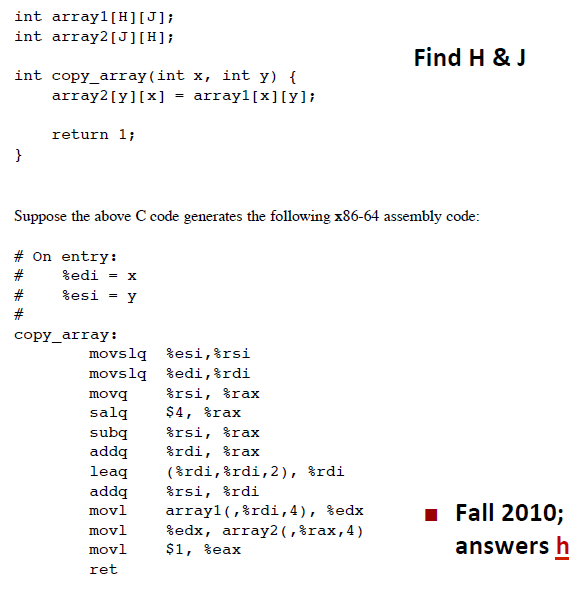 int array1[H][J];
int array2[J][H];
Find H & J
int copy_array(int x, int y) {
    array2[y][x] = array1[x][y];

    return 1;
}

Suppose the above C code generates the following x86-64 assembly code:

# On entry:
#    %edi = x
#    %esi = y
#
copy_array:
        movslq  %esi,%rsi
        movslq  %edi,%rdi
        movq    %rsi, %rax
        salq    $4, %rax
        subq    %rsi, %rax
        addq    %rdi, %rax
        leaq    (%rdi,%rdi,2), %rdi
        addq    %rsi, %rdi
        movl    array1(,%rdi,4), %edx
        movl    %edx, array2(,%rax,4)
        movl    $1, %eax
        ret
■ Fall 2010;
answers h